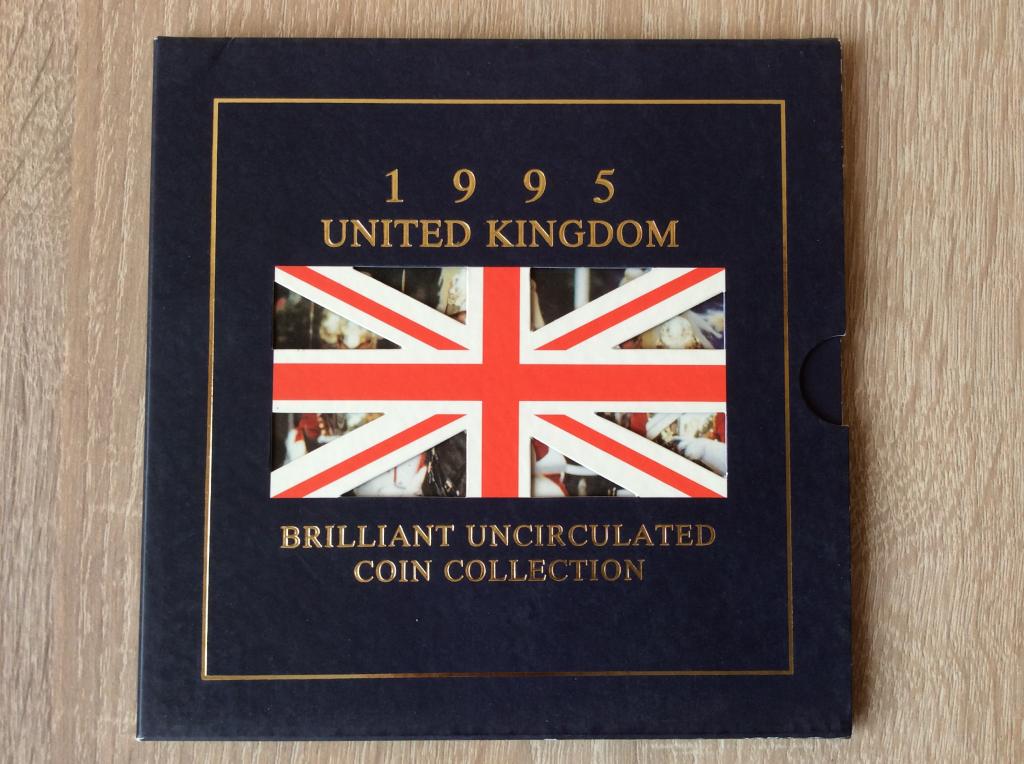 1 9 9 5
UNITED KINGDOM
BRILLIANT UNCIRCULATED
COIN COLLECTION